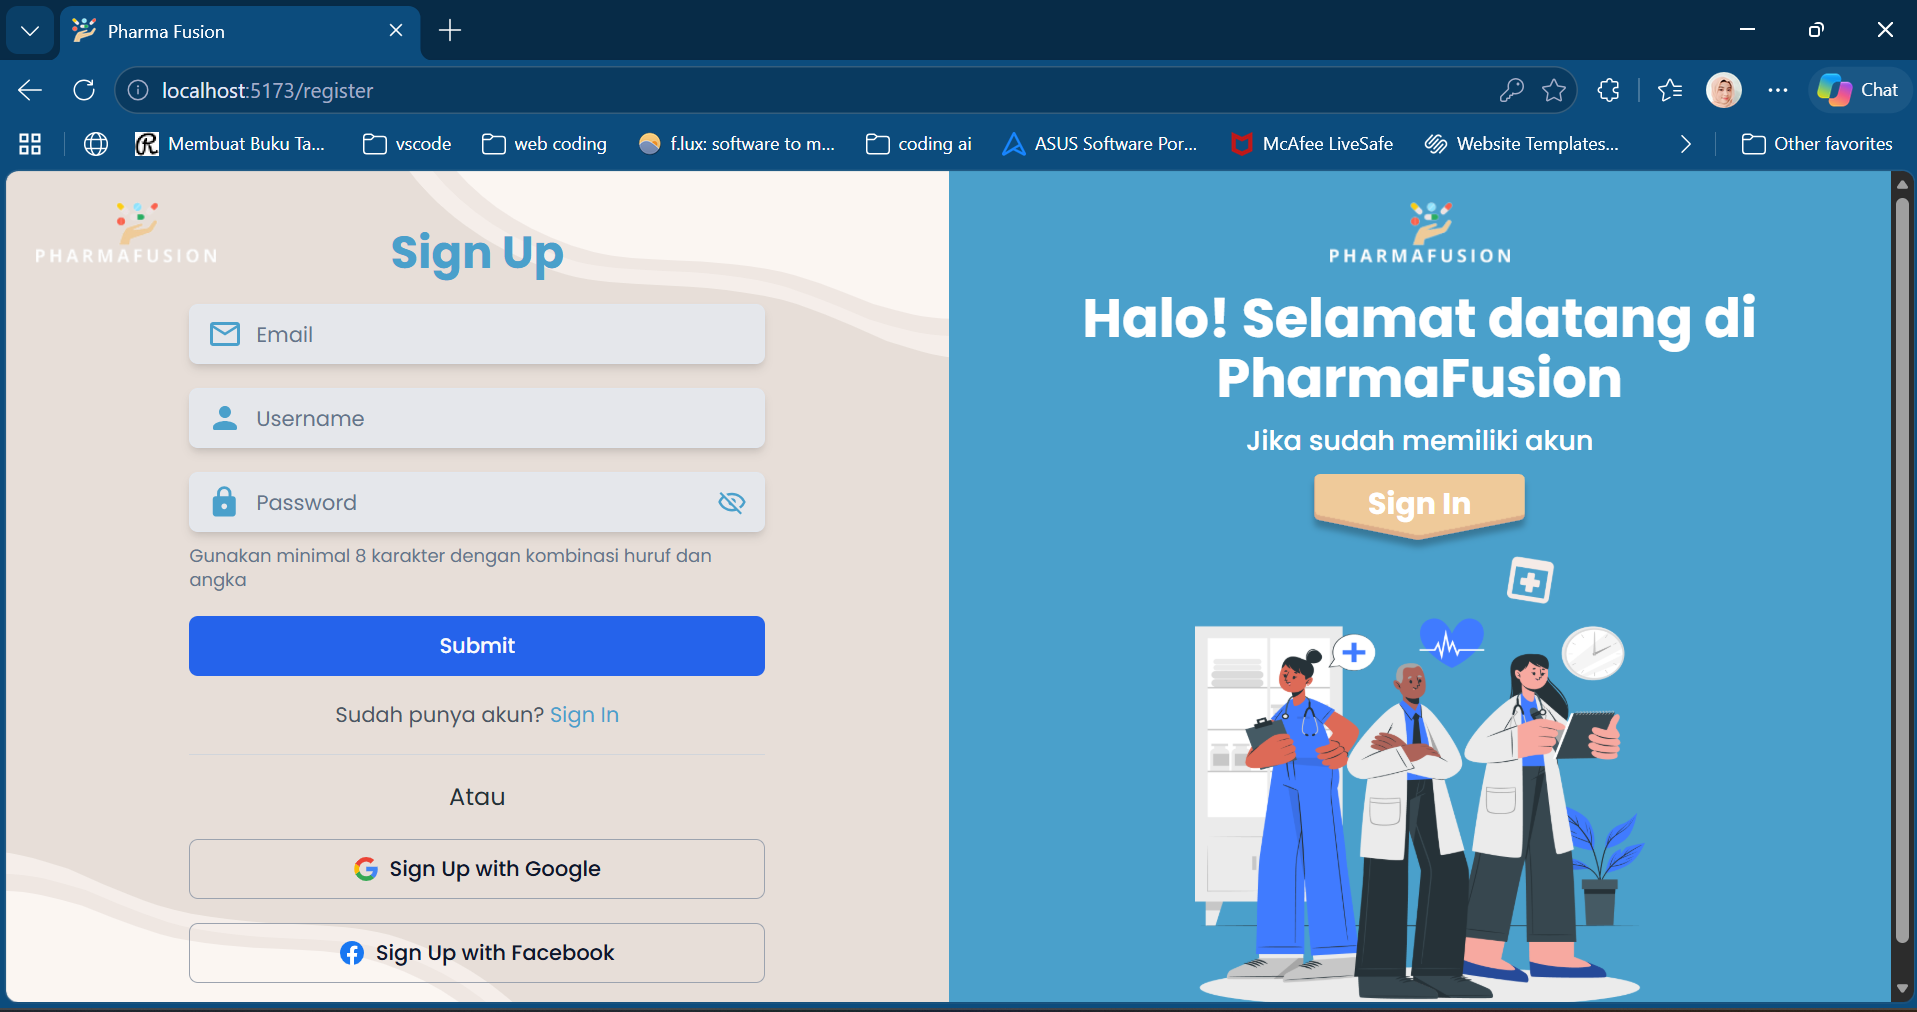 Pharma Fusion
localhost:5173/register
Chat
Membuat Buku Ta...
vscode
web coding
f.lux: software to m...
coding ai
ASUS Software Por...
McAfee LiveSafe
Website Templates...
Other favorites
PHARMAFUSION
Sign Up
Email
Username
Password
Gunakan minimal 8 karakter dengan kombinasi huruf dan
angka
Submit
Sudah punya akun? Sign In
Atau
Sign Up with Google
Sign Up with Facebook
PHARMAFUSION
Halo! Selamat datang di
PharmaFusion
Jika sudah memiliki akun
Sign In